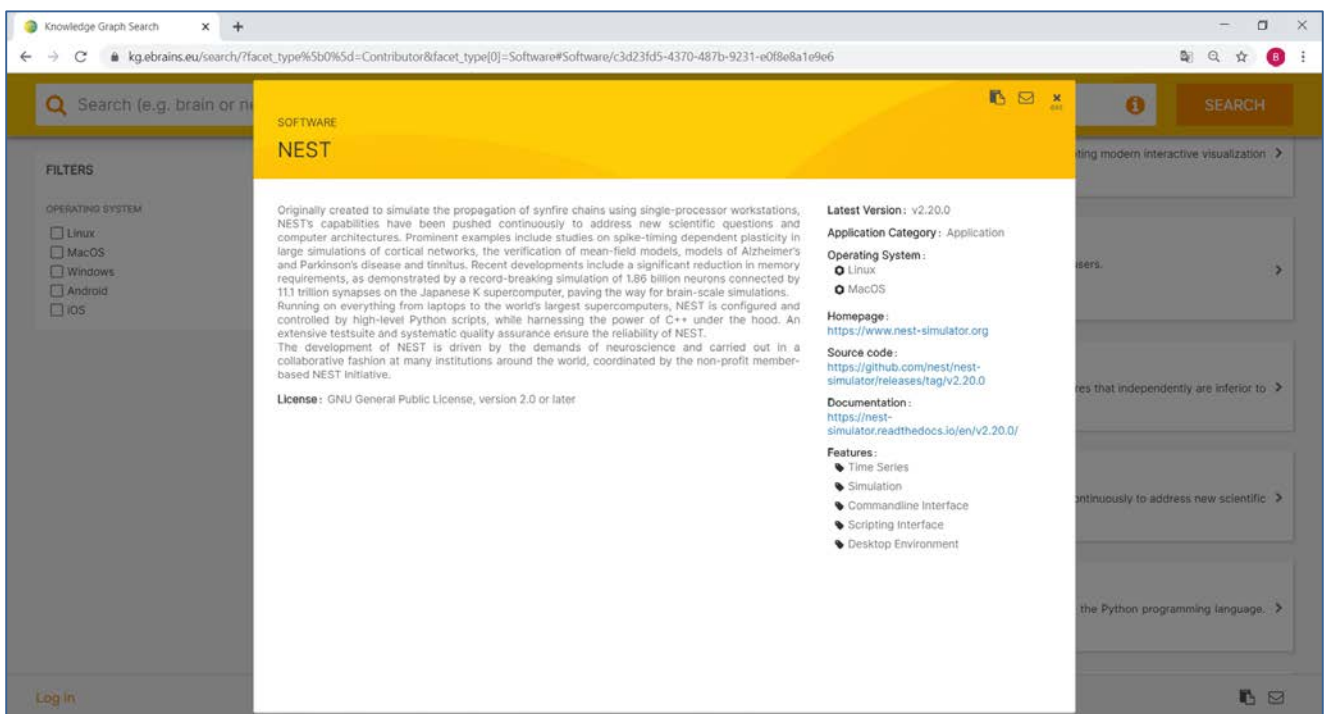 Knowledge Graph Search
kg.ebrains.eu/search/?facet_type%5b0%5d=Contributor&facet_type[0]=Software#Software/c3d23fd5-4370-487b-9231-e0f8e8a1e9e6
B
Search (e.g. brain or
SEARCH
SOFTWARE
NEST
FILTERS
OPERATING SYSTEM
Linux
MacOS
Windows
Android
iOS
Originally created to simulate the propagation of synfire chains using single-processor workstations,
NEST's capabilities have been pushed continuously to address new scientific questions and
computer architectures. Prominent examples include studies on spike-timing dependent plasticity in
large simulations of cortical networks, the verification of mean-field models, models of Alzheimer's
and Parkinson's disease and tinnitus. Recent developments include a significant reduction in memory
requirements, as demonstrated by a record-breaking simulation of 1.86 billion neurons connected by
11.1 trillion synapses on the Japanese K supercomputer, paving the way for brain-scale simulations.
Running on everything from laptops to the world's largest supercomputers, NEST is configured and
controlled by high-level Python scripts, while harnessing the power of C++ under the hood. An
extensive testsuite and systematic quality assurance ensure the reliability of NEST.
The development of NEST is driven by the demands of neuroscience and carried out in a
collaborative fashion at many institutions around the world, coordinated by the non-profit member-
based NEST Initiative.
License: GNU General Public License, version 2.0 or later
Latest Version: v2.20.0
Application Category: Application
Operating System:
Linux
MacOS
Homepage:
https://www.nest-simulator.org
Source code:
https://github.com/nest/nest-
simulator/releases/tag/v2.20.0
Documentation:
https://nest-
simulator.readthedocs.io/en/v2.20.0/
Features:
Time Series
Simulation
Commandline Interface
Scripting Interface
Desktop Environment
modern interactive visualization
users.
that independently are inferior to
to address new scientific
the Python programming language.
Log in